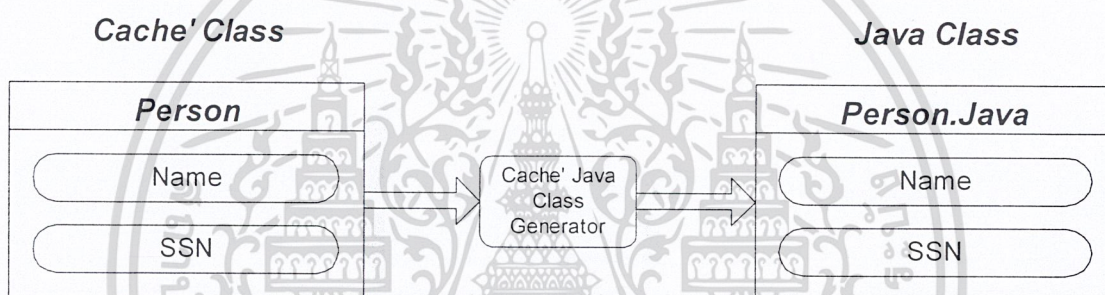 Cache' Class
Java Class
Person
Name
SSN
Cache' Java
Class
Generator
Person.Java
Name
SSN